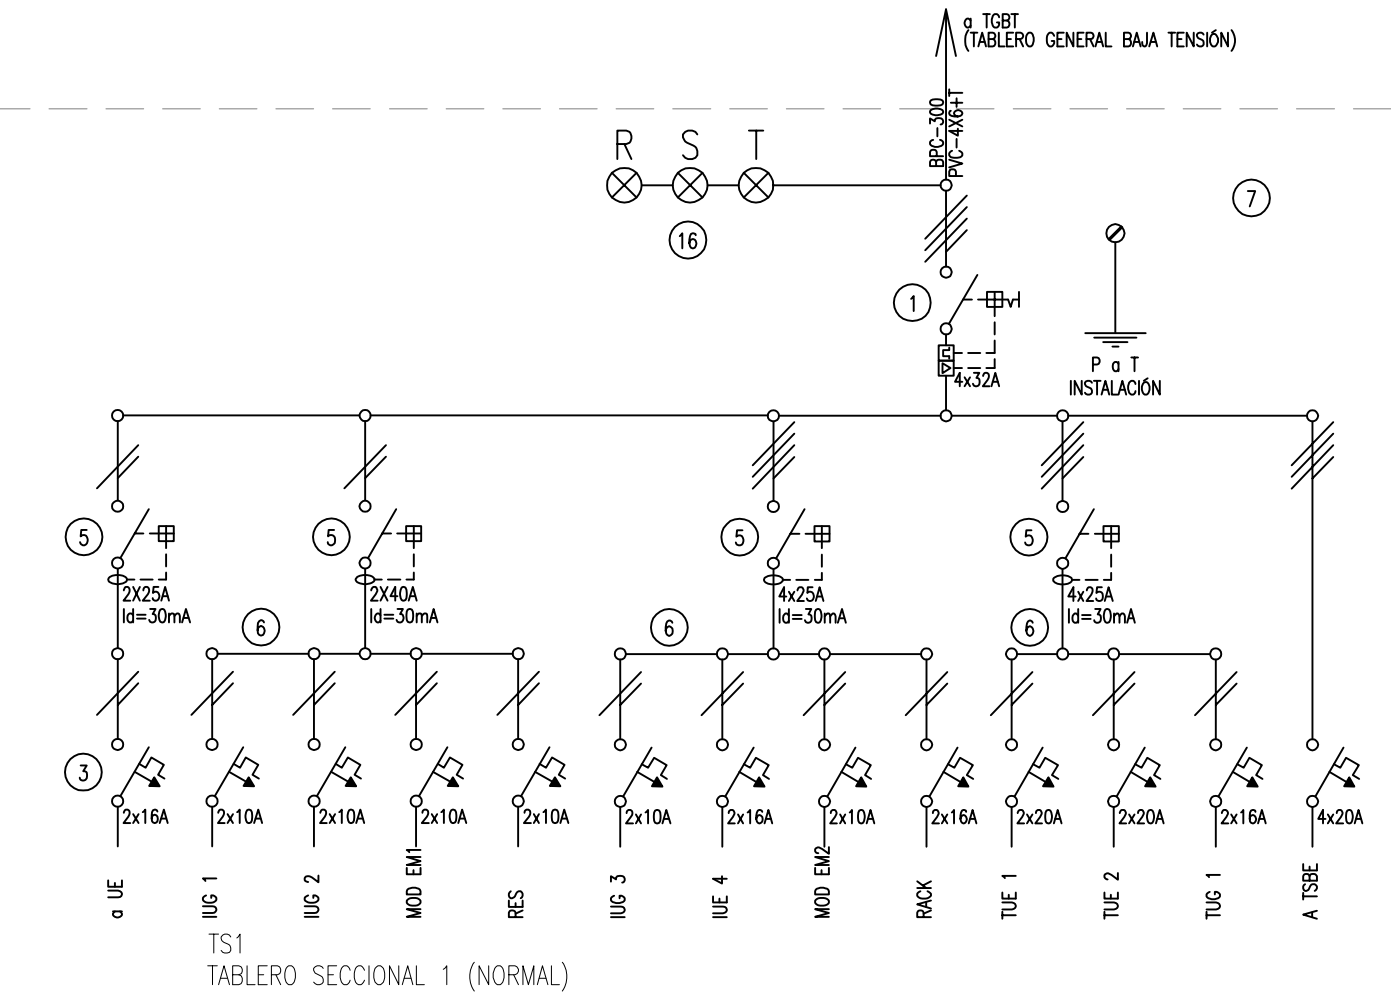 a TGBT
(TABLERO GENERAL BAJA TENSIÓN)
BPC-300
PVC-4X6+T
R S T
7
16
1
4x32A
P a T
INSTALACIÓN
5 5 5 5
2X25A 2X40A 4x25A 4x25A
Id=30mA Id=30mA Id=30mA Id=30mA
6 6 6
3
2x16A 2x10A 2x10A 2x10A 2x10A 2x10A 2x16A 2x10A 2x16A 2x20A 2x20A 2x16A 4x20A
a UE
IUG 1
IUG 2
MOD EM1
RES
IUG 3
IUE 4
MOD EM2
RACK
TUE 1
TUE 2
TUG 1
A TSBE
TS1
TABLERO SECCIONAL 1 (NORMAL)